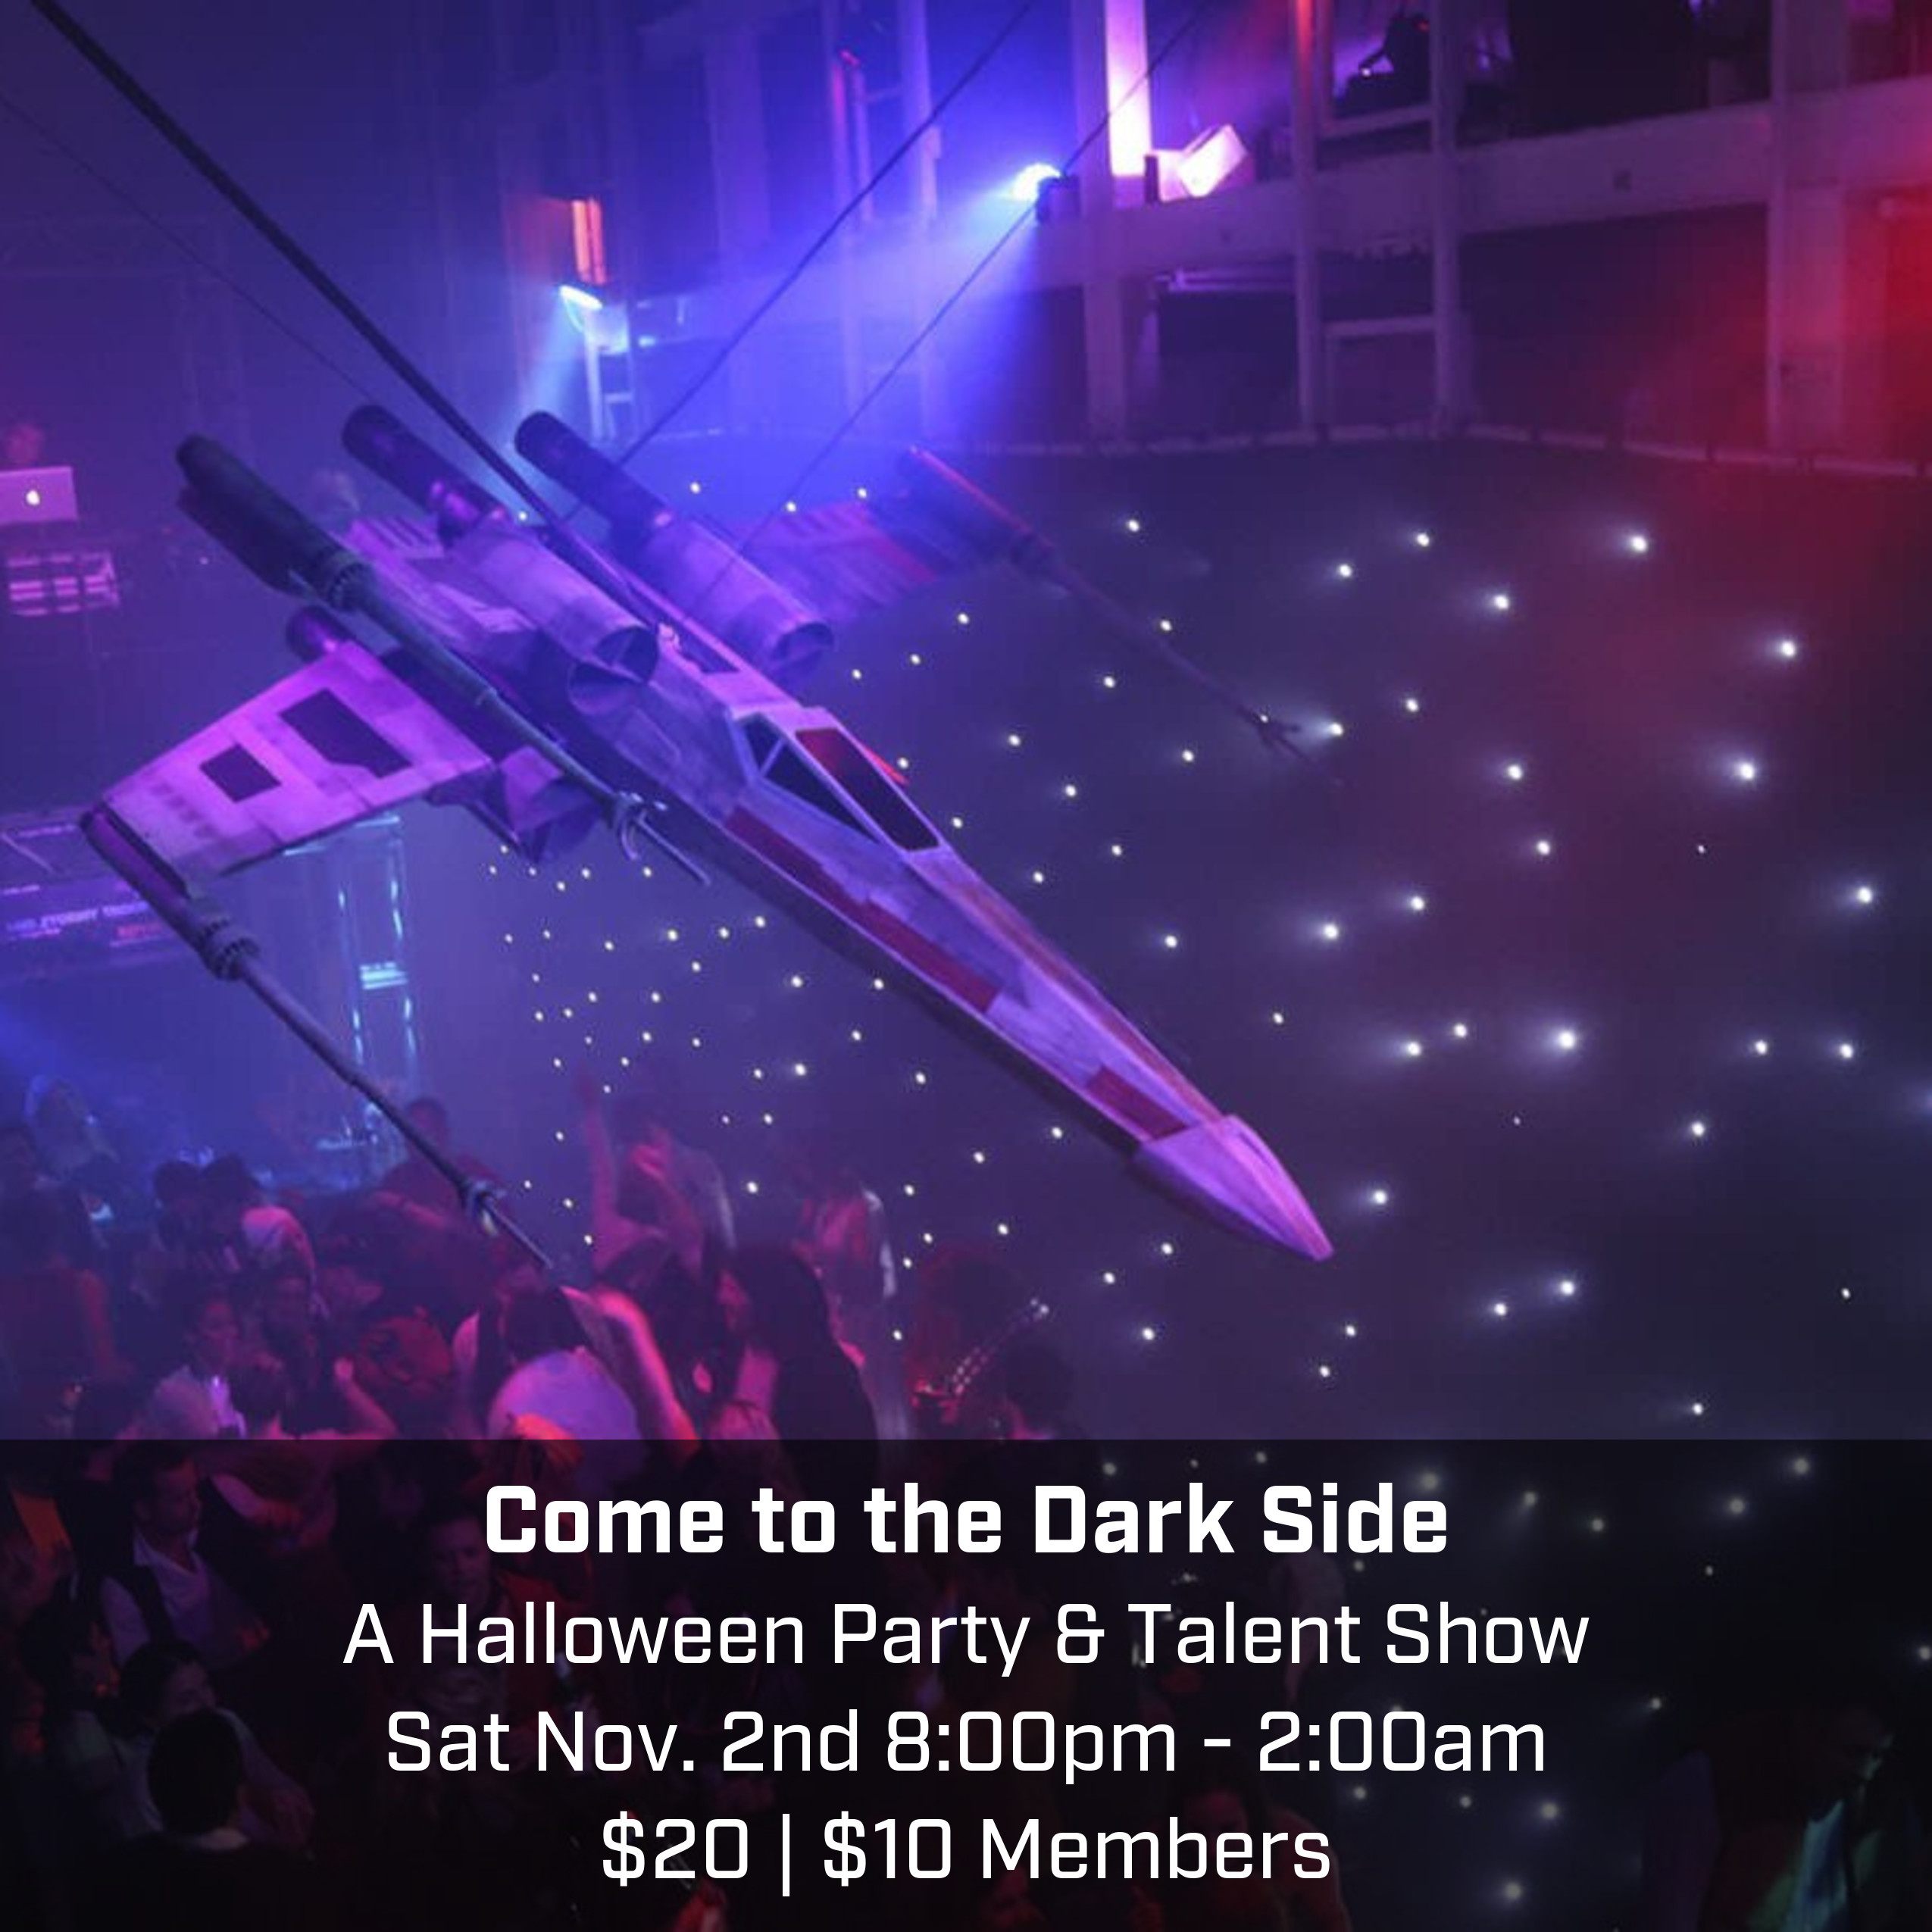 Come to the Dark Side
A Halloween Party & Talent Show
Sat Nov. 2nd 8:00pm - 2:00am
$20 | $10 Members